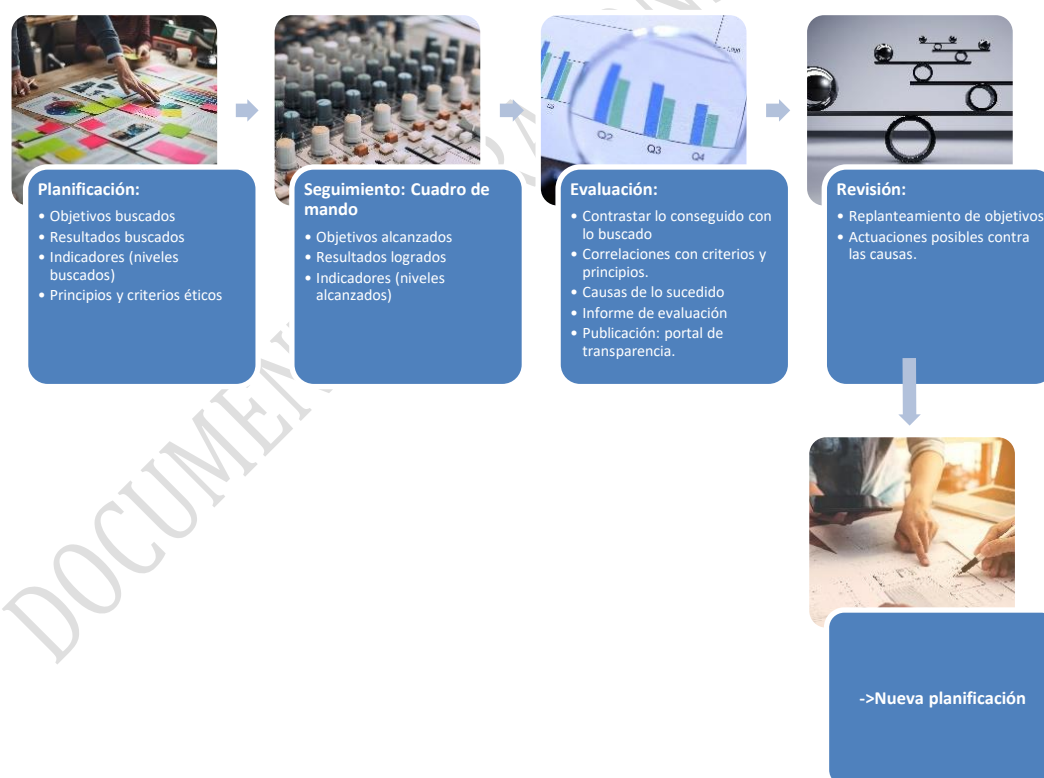 Planificación:
• Objetivos buscados
• Resultados buscados
• Indicadores (niveles
buscados)
• Principios y criterios éticos
Seguimiento: Cuadro de
mando
• Objetivos alcanzados
• Resultados logrados
• Indicadores (niveles
alcanzados)
Q2
Q3
Q4
Evaluación:
• Contrastar lo conseguido con
lo buscado
• Correlaciones con criterios y
principios.
• Causas de lo sucedido
• Informe de evaluación
• Publicación: portal de
transparencia.
Revisión:
• Replanteamiento de objetivos
• Actuaciones posibles contra
las causas.
->Nueva planificación